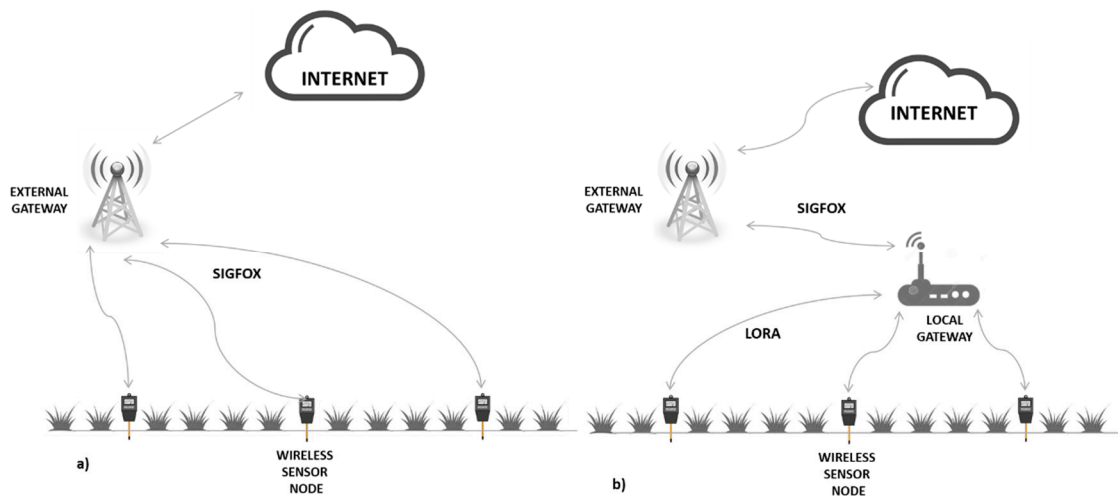 INTERNET
EXTERNAL
GATEWAY
SIGFOX
WIRELESS
SENSOR
NODE
a)
INTERNET
EXTERNAL
GATEWAY
SIGFOX
LORA
LOCAL
GATEWAY
WIRELESS
SENSOR
NODE
b)